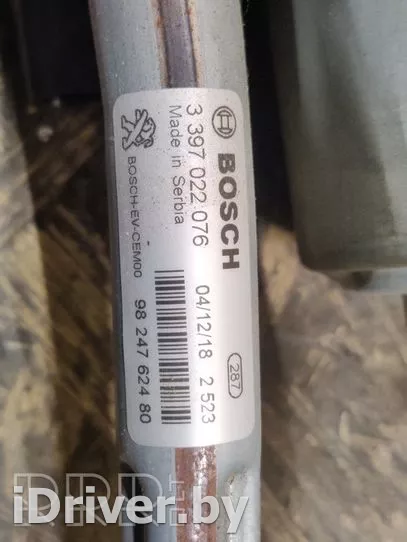 BOSCH
3 397 022 076
Made in Serbia
04/12/18 2 523
287
BOSCH-EV-CEM00
98 247 624 80
iDriver.by